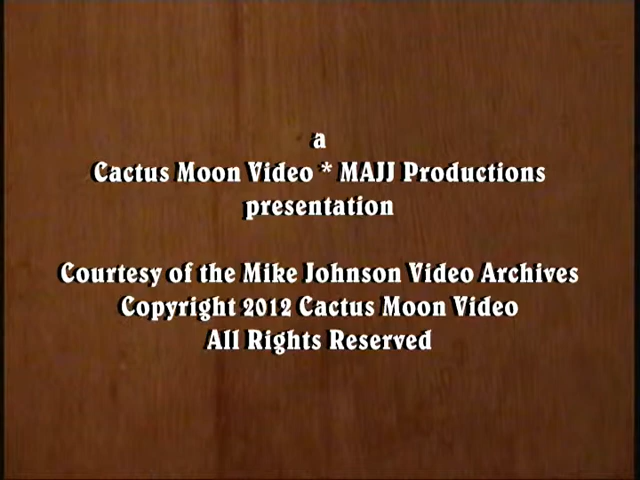 a
Cactus Moon Video * MAJJ Productions
presentation
Courtesy of the Mike Johnson Video Archives
Copyright 2012 Cactus Moon Video
All Rights Reserved